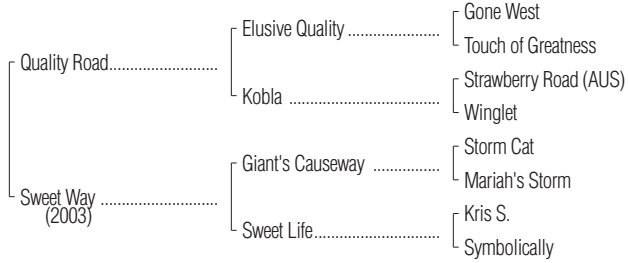 Gone West
Elusive Quality ....................
Touch of Greatness
Quality Road..........................
Strawberry Road (AUS)
Kobla .................................
Winglet
Storm Cat
Giant's Causeway ...............
Mariah's Storm
Sweet Way ...........................
(2003)
Kris S.
Sweet Life............................
Symbolically